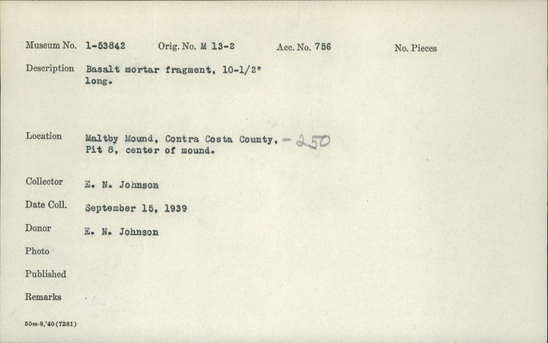 Museum No. 1-53842 Orig. No. M 13-2 Acc. No. 756 No. Pieces
Description Basalt mortar fragment, 10-1/2"
long.
Location Maltby Mound, Contra Costa County, - 250
Pit 8, center of mound.
Collector E. N. Johnson
Date Coll. September 15, 1939
Donor E. N. Johnson
Photo
Published
Remarks
50m-8,'40(7281)